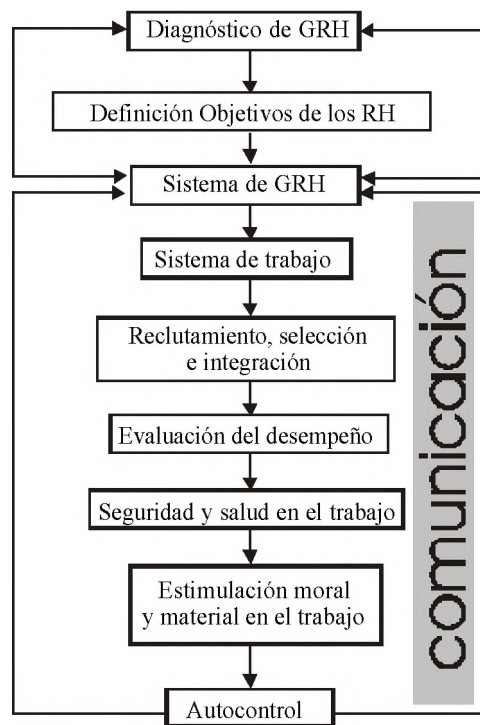 Diagnóstico de GRH
Definición Objetivos de los RH
Sistema de GRH
Sistema de trabajo
Reclutamiento, selección
e integración
Evaluación del desempeño
Seguridad y salud en el trabajo
Estimulación moral
y material en el trabajo
Autocontrol
comunicación